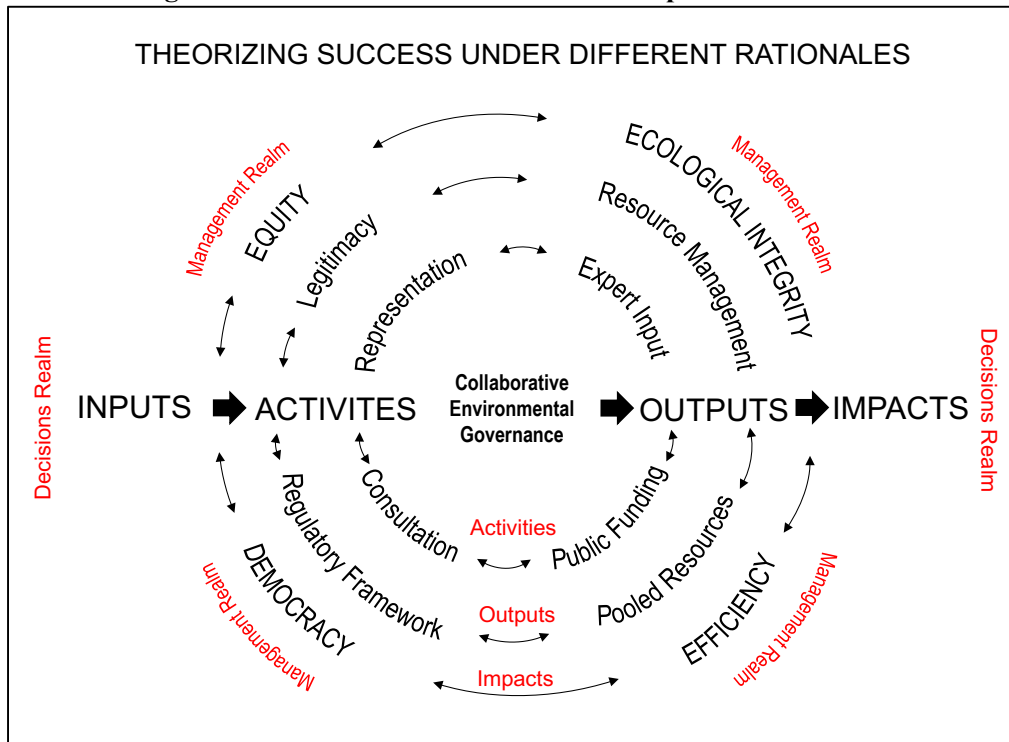 THEORIZING SUCCESS UNDER DIFFERENT RATIONALES
Management Realm
EQUITY
Legitimacy
Representation
Expert Input
Resource Management
ECOLOGICAL INTEGRITY
Management Realm
Decisions Realm
INPUTS
ACTIVITES
Collaborative
Environmental
Governance
OUTPUTS
IMPACTS
Decisions Realm
Management Realm
DEMOCRACY
Regulatory Framework
Consultation
Activities
Outputs
Impacts
Public Funding
Pooled Resources
EFFICIENCY
Management Realm